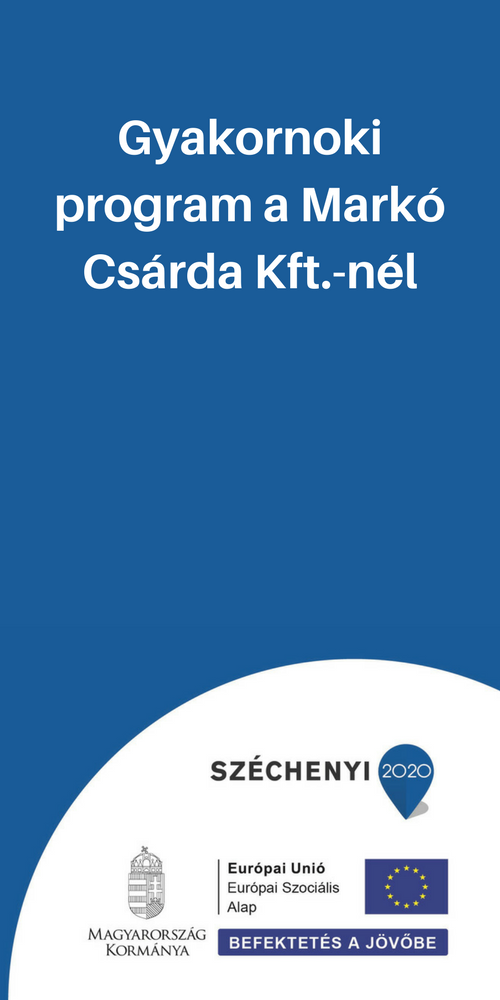 Gyakornoki
program a Markó
Csárda Kft.-nél
SZÉCHENYI 2020
Európai Unió
Európai Szociális
Alap
MAGYARORSZÁG
KORMÁNYA
BEFEKTETÉS A JÖVŐBE